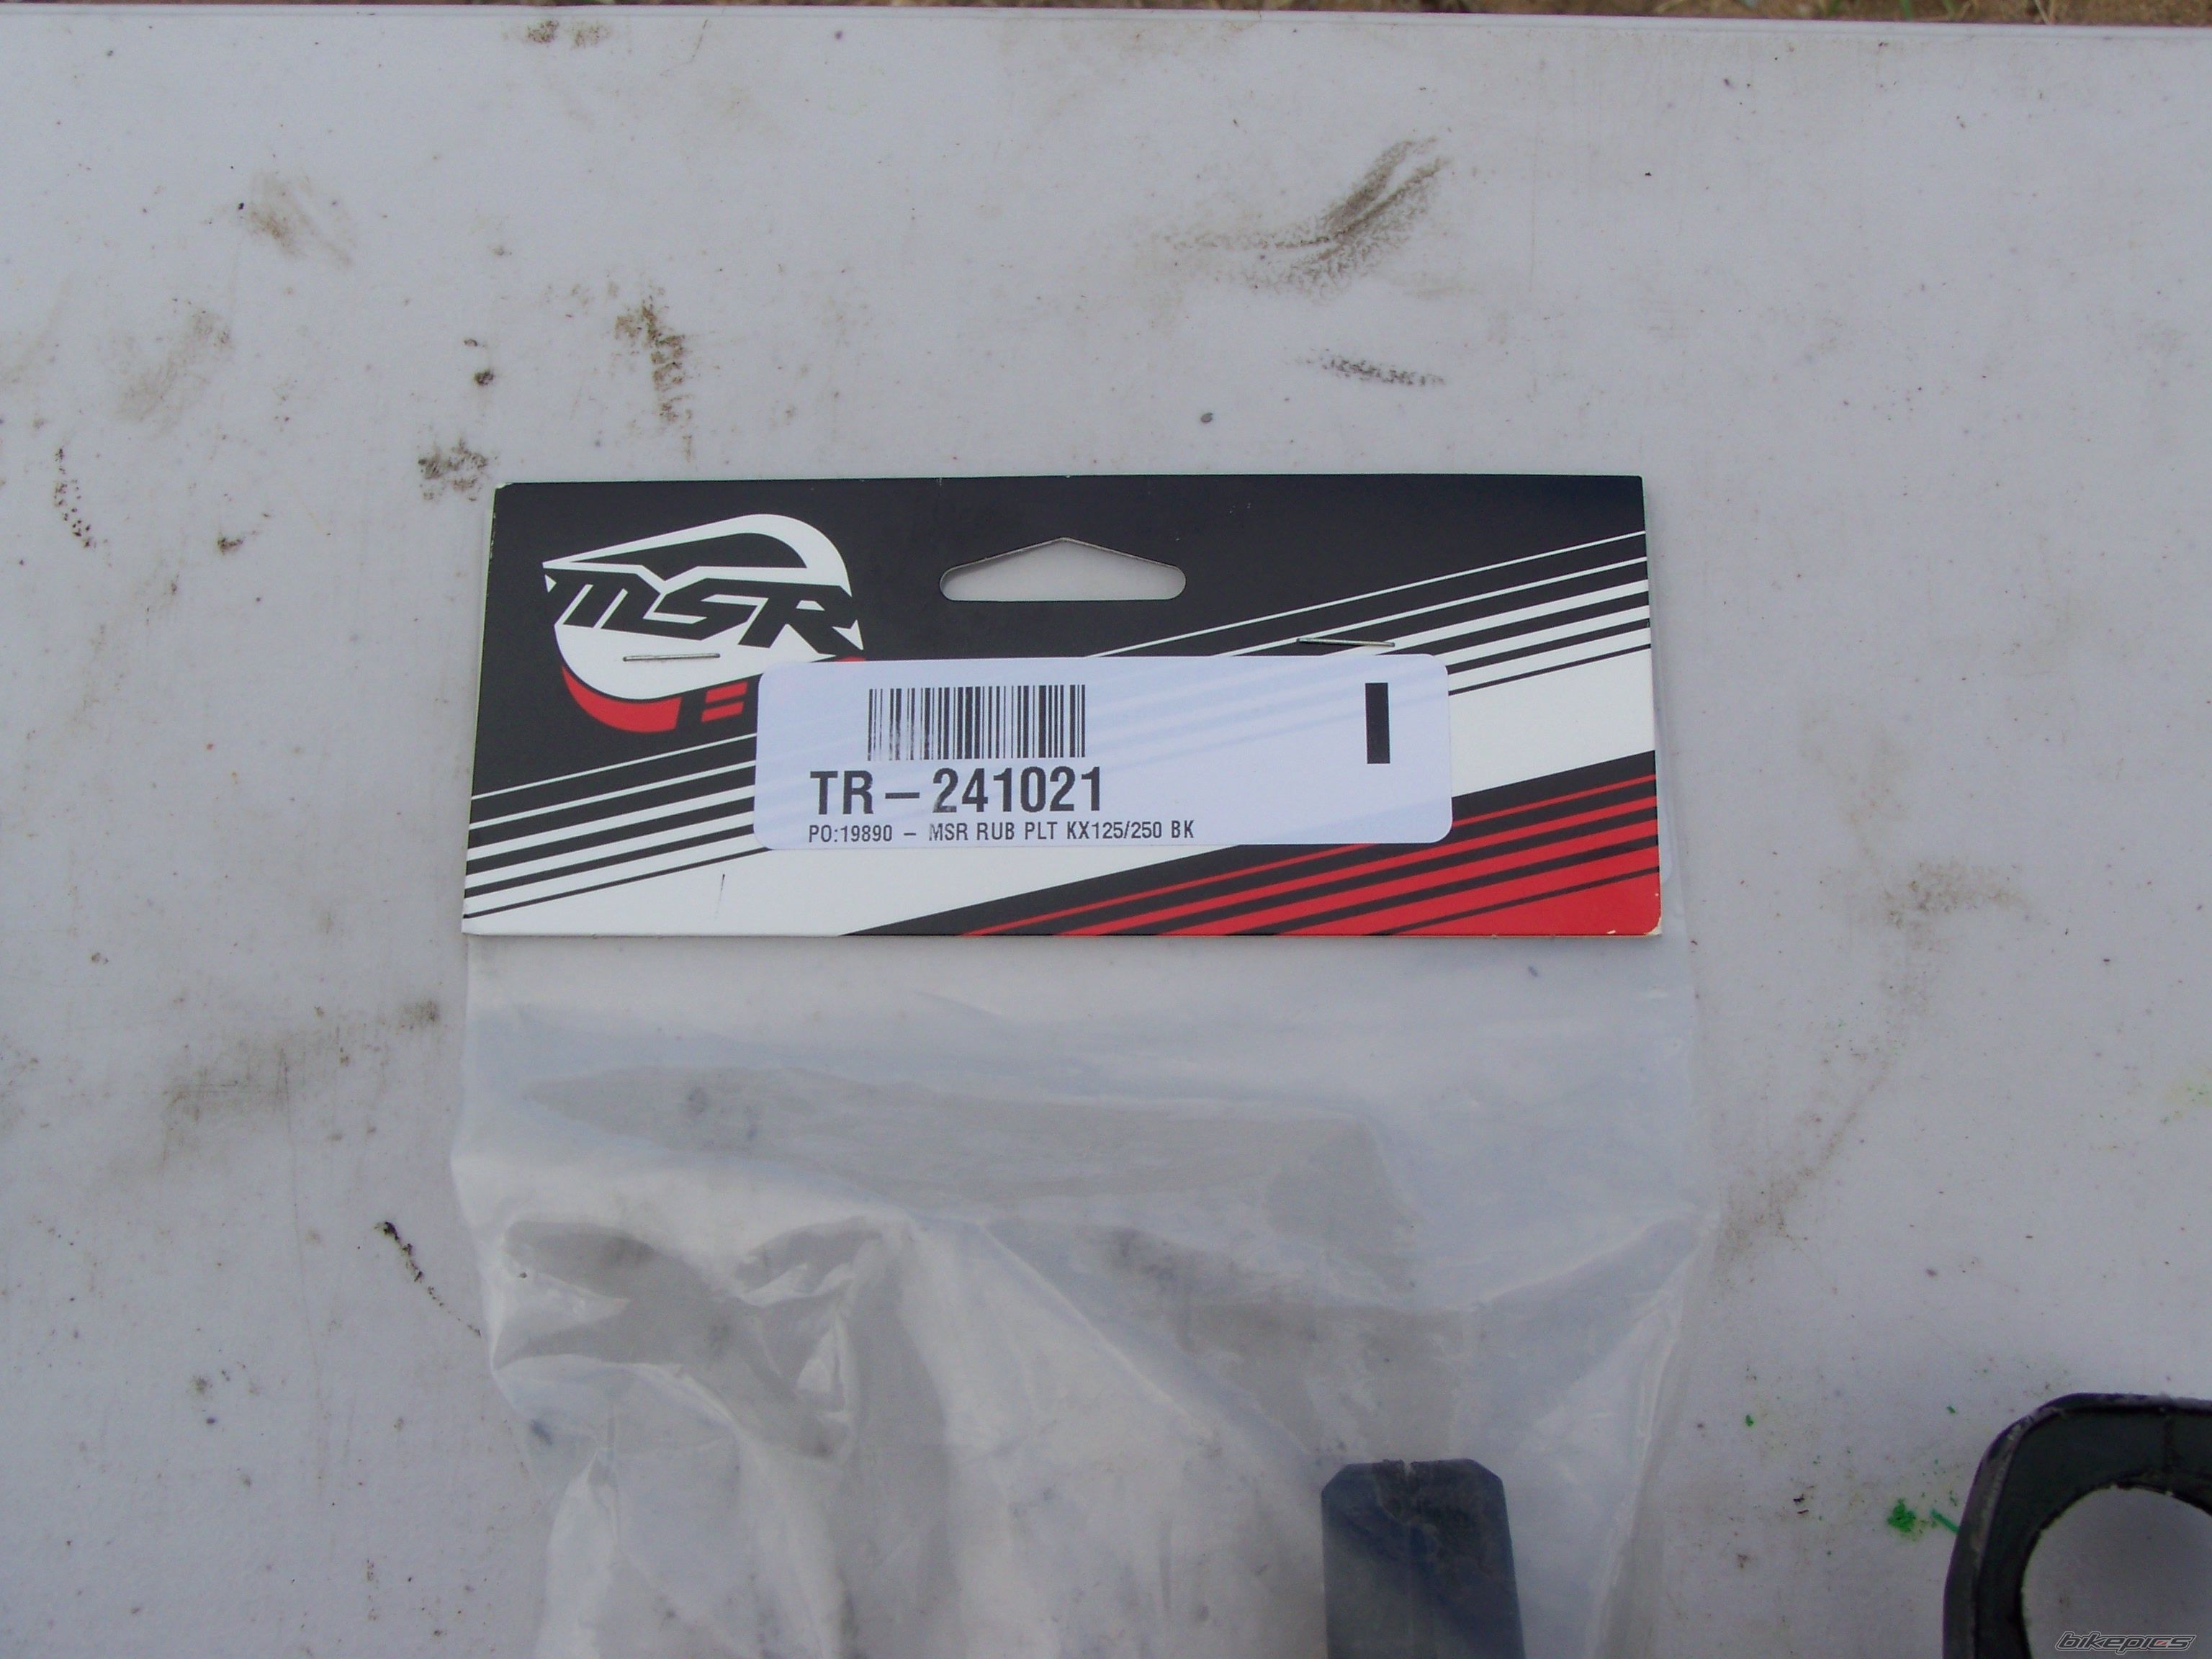 MSR
TR-241021
PO:19890 - MSR RUB PLT KX125/250 BK
bikepics